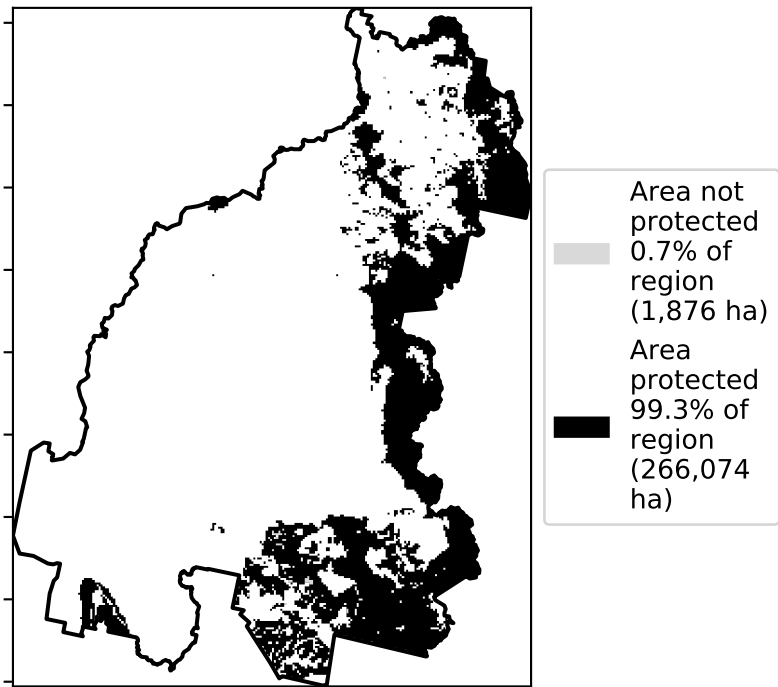 Area not
protected
0.7% of
region
(1,876 ha)
Area
protected
99.3% of
region
(266,074
ha)